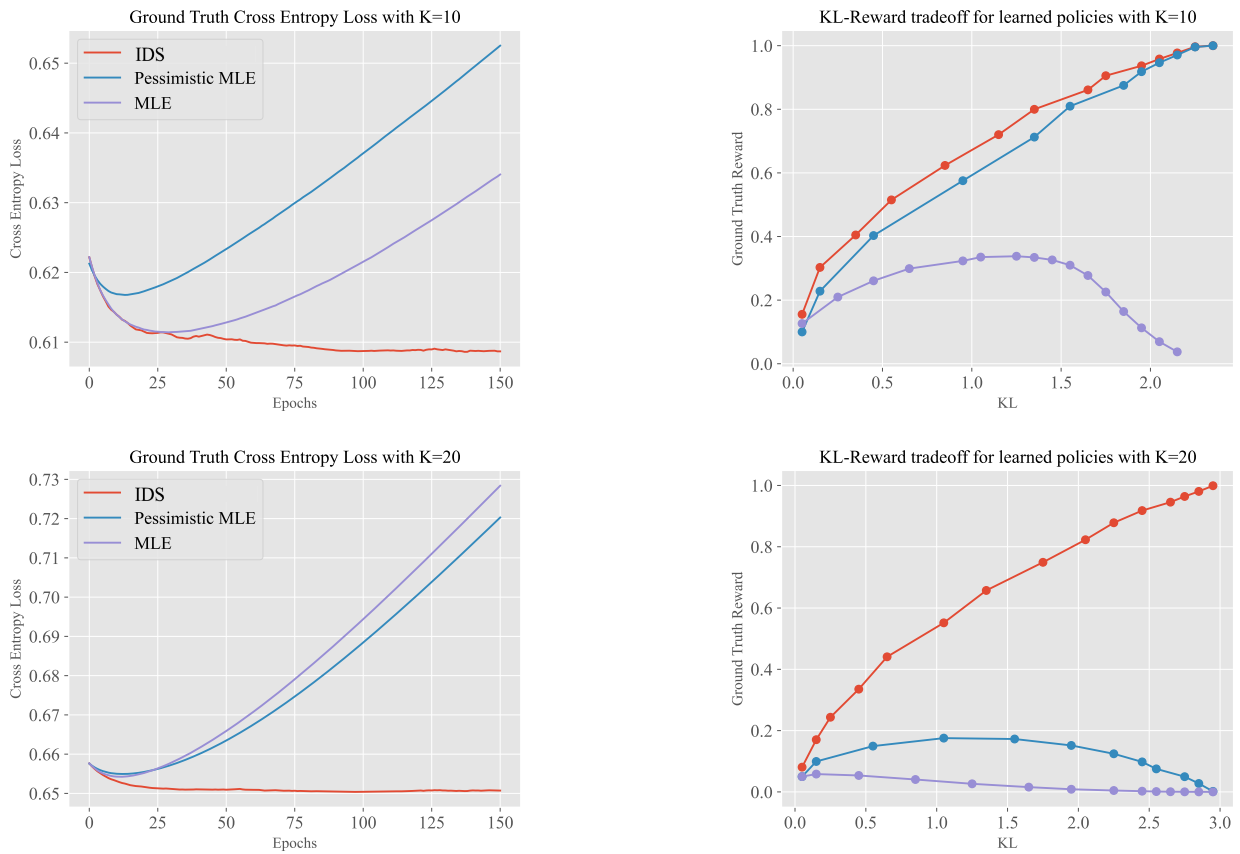 Ground Truth Cross Entropy Loss with K=10
IDS
Pessimistic MLE
MLE
0.65
0.64
0.63
0.62
0.61
Cross Entropy Loss
0 25 50 75 100 125 150
Epochs
KL-Reward tradeoff for learned policies with K=10
1.0
0.8
0.6
0.4
0.2
0.0
Ground Truth Reward
0.0 0.5 1.0 1.5 2.0
KL
Ground Truth Cross Entropy Loss with K=20
IDS
Pessimistic MLE
MLE
0.73
0.72
0.71
0.70
0.69
0.68
0.67
0.66
0.65
Cross Entropy Loss
0 25 50 75 100 125 150
Epochs
KL-Reward tradeoff for learned policies with K=20
1.0
0.8
0.6
0.4
0.2
0.0
Ground Truth Reward
0.0 0.5 1.0 1.5 2.0 2.5 3.0
KL